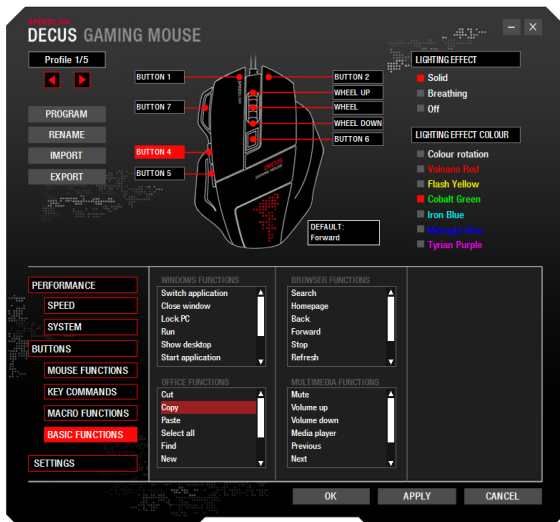 SPEEDLINK
DECUS GAMING MOUSE
Profile 1/5
PROGRAM
RENAME
IMPORT
EXPORT
BUTTON 1
BUTTON 7
BUTTON 4
BUTTON 5
BUTTON 2
WHEEL UP
WHEEL
WHEEL DOWN
BUTTON 6
SPEEDLINK
DECUS
GAMING MOUSE
DEFAULT:
Forward
LIGHTING EFFECT
Solid
Breathing
Off
LIGHTING EFFECT COLOUR
Colour rotation
Volcano Red
Flash Yellow
Cobalt Green
Iron Blue
Tyrian Purple
PERFORMANCE
SPEED
SYSTEM
BUTTONS
MOUSE FUNCTIONS
KEY COMMANDS
MACRO FUNCTIONS
BASIC FUNCTIONS
SETTINGS
WINDOWS FUNCTIONS
Switch application
Close window
Lock PC
Run
Show desktop
Start application
BROWSER FUNCTIONS
Search
Homepage
Back
Forward
Stop
Refresh
OFFICE FUNCTIONS
Cut
Copy
Paste
Select all
Find
New
MULTIMEDIA FUNCTIONS
Mute
Volume up
Volume down
Media player
Previous
Next
OK
APPLY
CANCEL